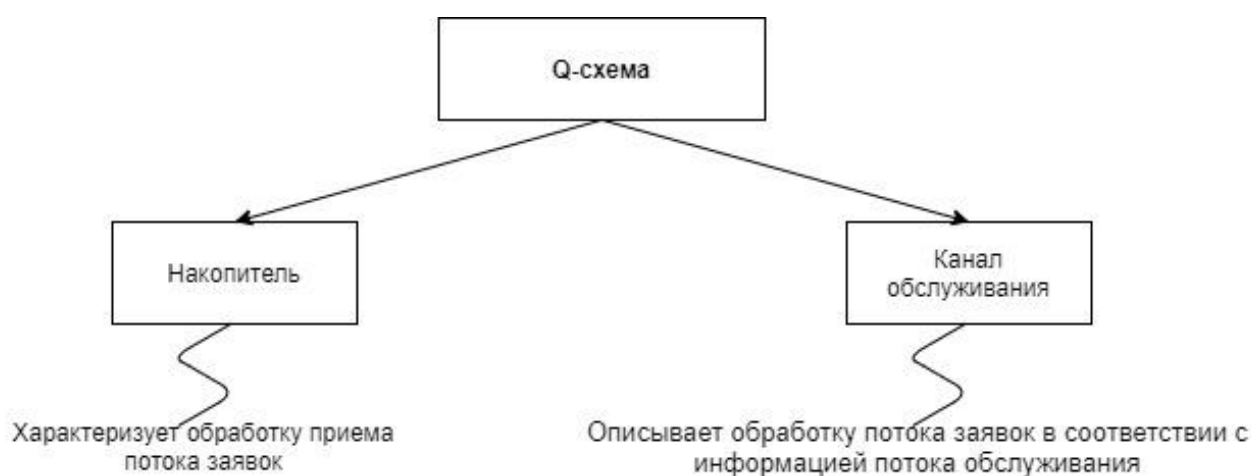 Q-схема
Накопитель
Канал
обслуживания
Характеризует обработку приема
потока заявок
Описывает обработку потока заявок в соответствии с
информацией потока обслуживания